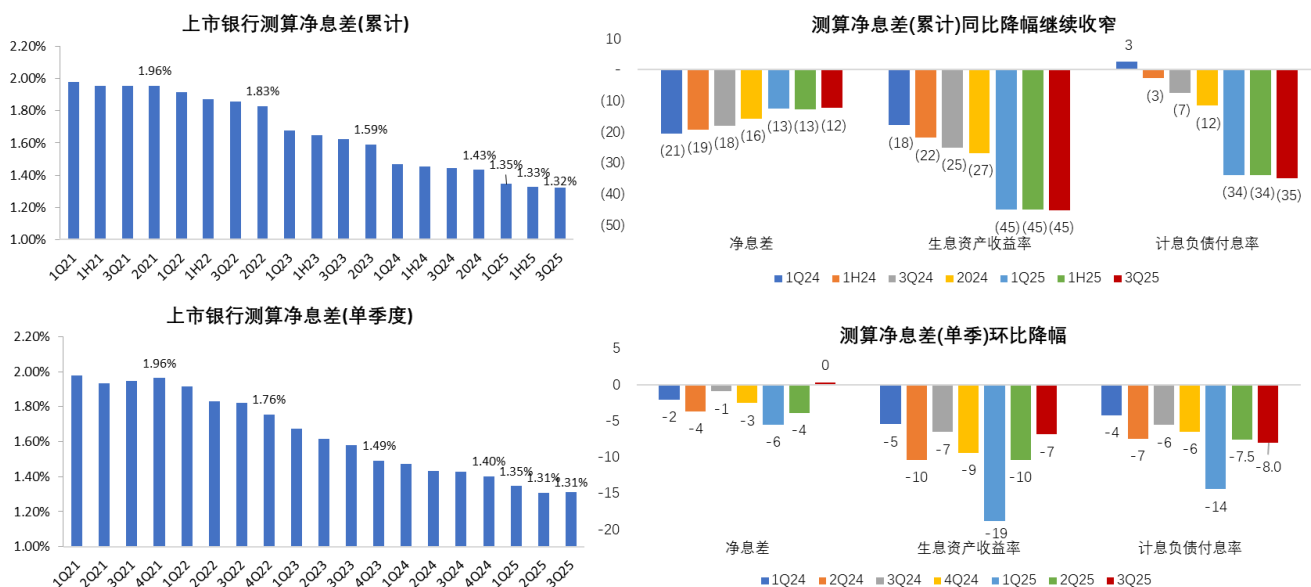 上市银行测算净息差(累计)
2.20%
2.00%
1.80%
1.60%
1.40%
1.20%
1.00%
1.96%
1.83%
1.59%
1.43%
1.35%
1.33%
1.32%
1Q21 1H21 3Q21 2021 1Q22 1H22 3Q22 2022 1Q23 1H23 3Q23 2023 1Q24 1H24 3Q24 2024 1Q25 1H25 3Q25
测算净息差(累计)同比降幅继续收窄
10
-
(10)
(20)
(30)
(40)
(50)
(21) (19) (18) (16) (13) (13) (12)
(18) (22) (25) (27) (45) (45) (45)
3 (3) (7) (12) (34) (34) (35)
净息差 生息资产收益率 计息负债付息率
1Q24 1H24 3Q24 2024 1Q25 1H25 3Q25
上市银行测算净息差(单季度)
2.20%
2.00%
1.80%
1.60%
1.40%
1.20%
1.00%
1.96%
1.76%
1.49%
1.40%
1.35%
1.31%
1.31%
1Q21 2Q21 3Q21 4Q21 1Q22 2Q22 3Q22 4Q22 1Q23 2Q23 3Q23 4Q23 1Q24 2Q24 3Q24 4Q24 1Q25 2Q25 3Q25
测算净息差(单季)环比降幅
5
0
-5
-10
-15
-20
-2 -4 -1 -3 -6 -4 0
-5 -10 -7 -9 -19 -10 -7
-4 -7 -6 -6 -14 -7.5 -8.0
净息差 生息资产收益率 计息负债付息率
1Q24 2Q24 3Q24 4Q24 1Q25 2Q25 3Q25